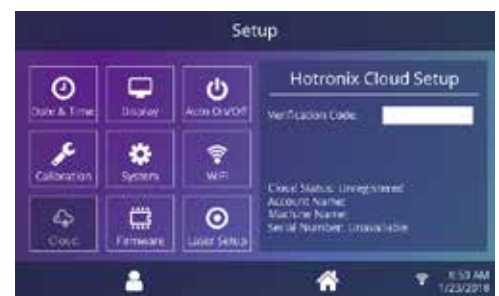 Setup
Date & Time
Display
Auto On/Off
Hotronix Cloud Setup
Verification Code:
Calibration
System
WiFi
Cloud
Firmware
Laser Setup
Cloud Status: Unregistered
Account Name:
Machine Name:
Serial Number: Unavailable
8:53 AM
1/23/2018